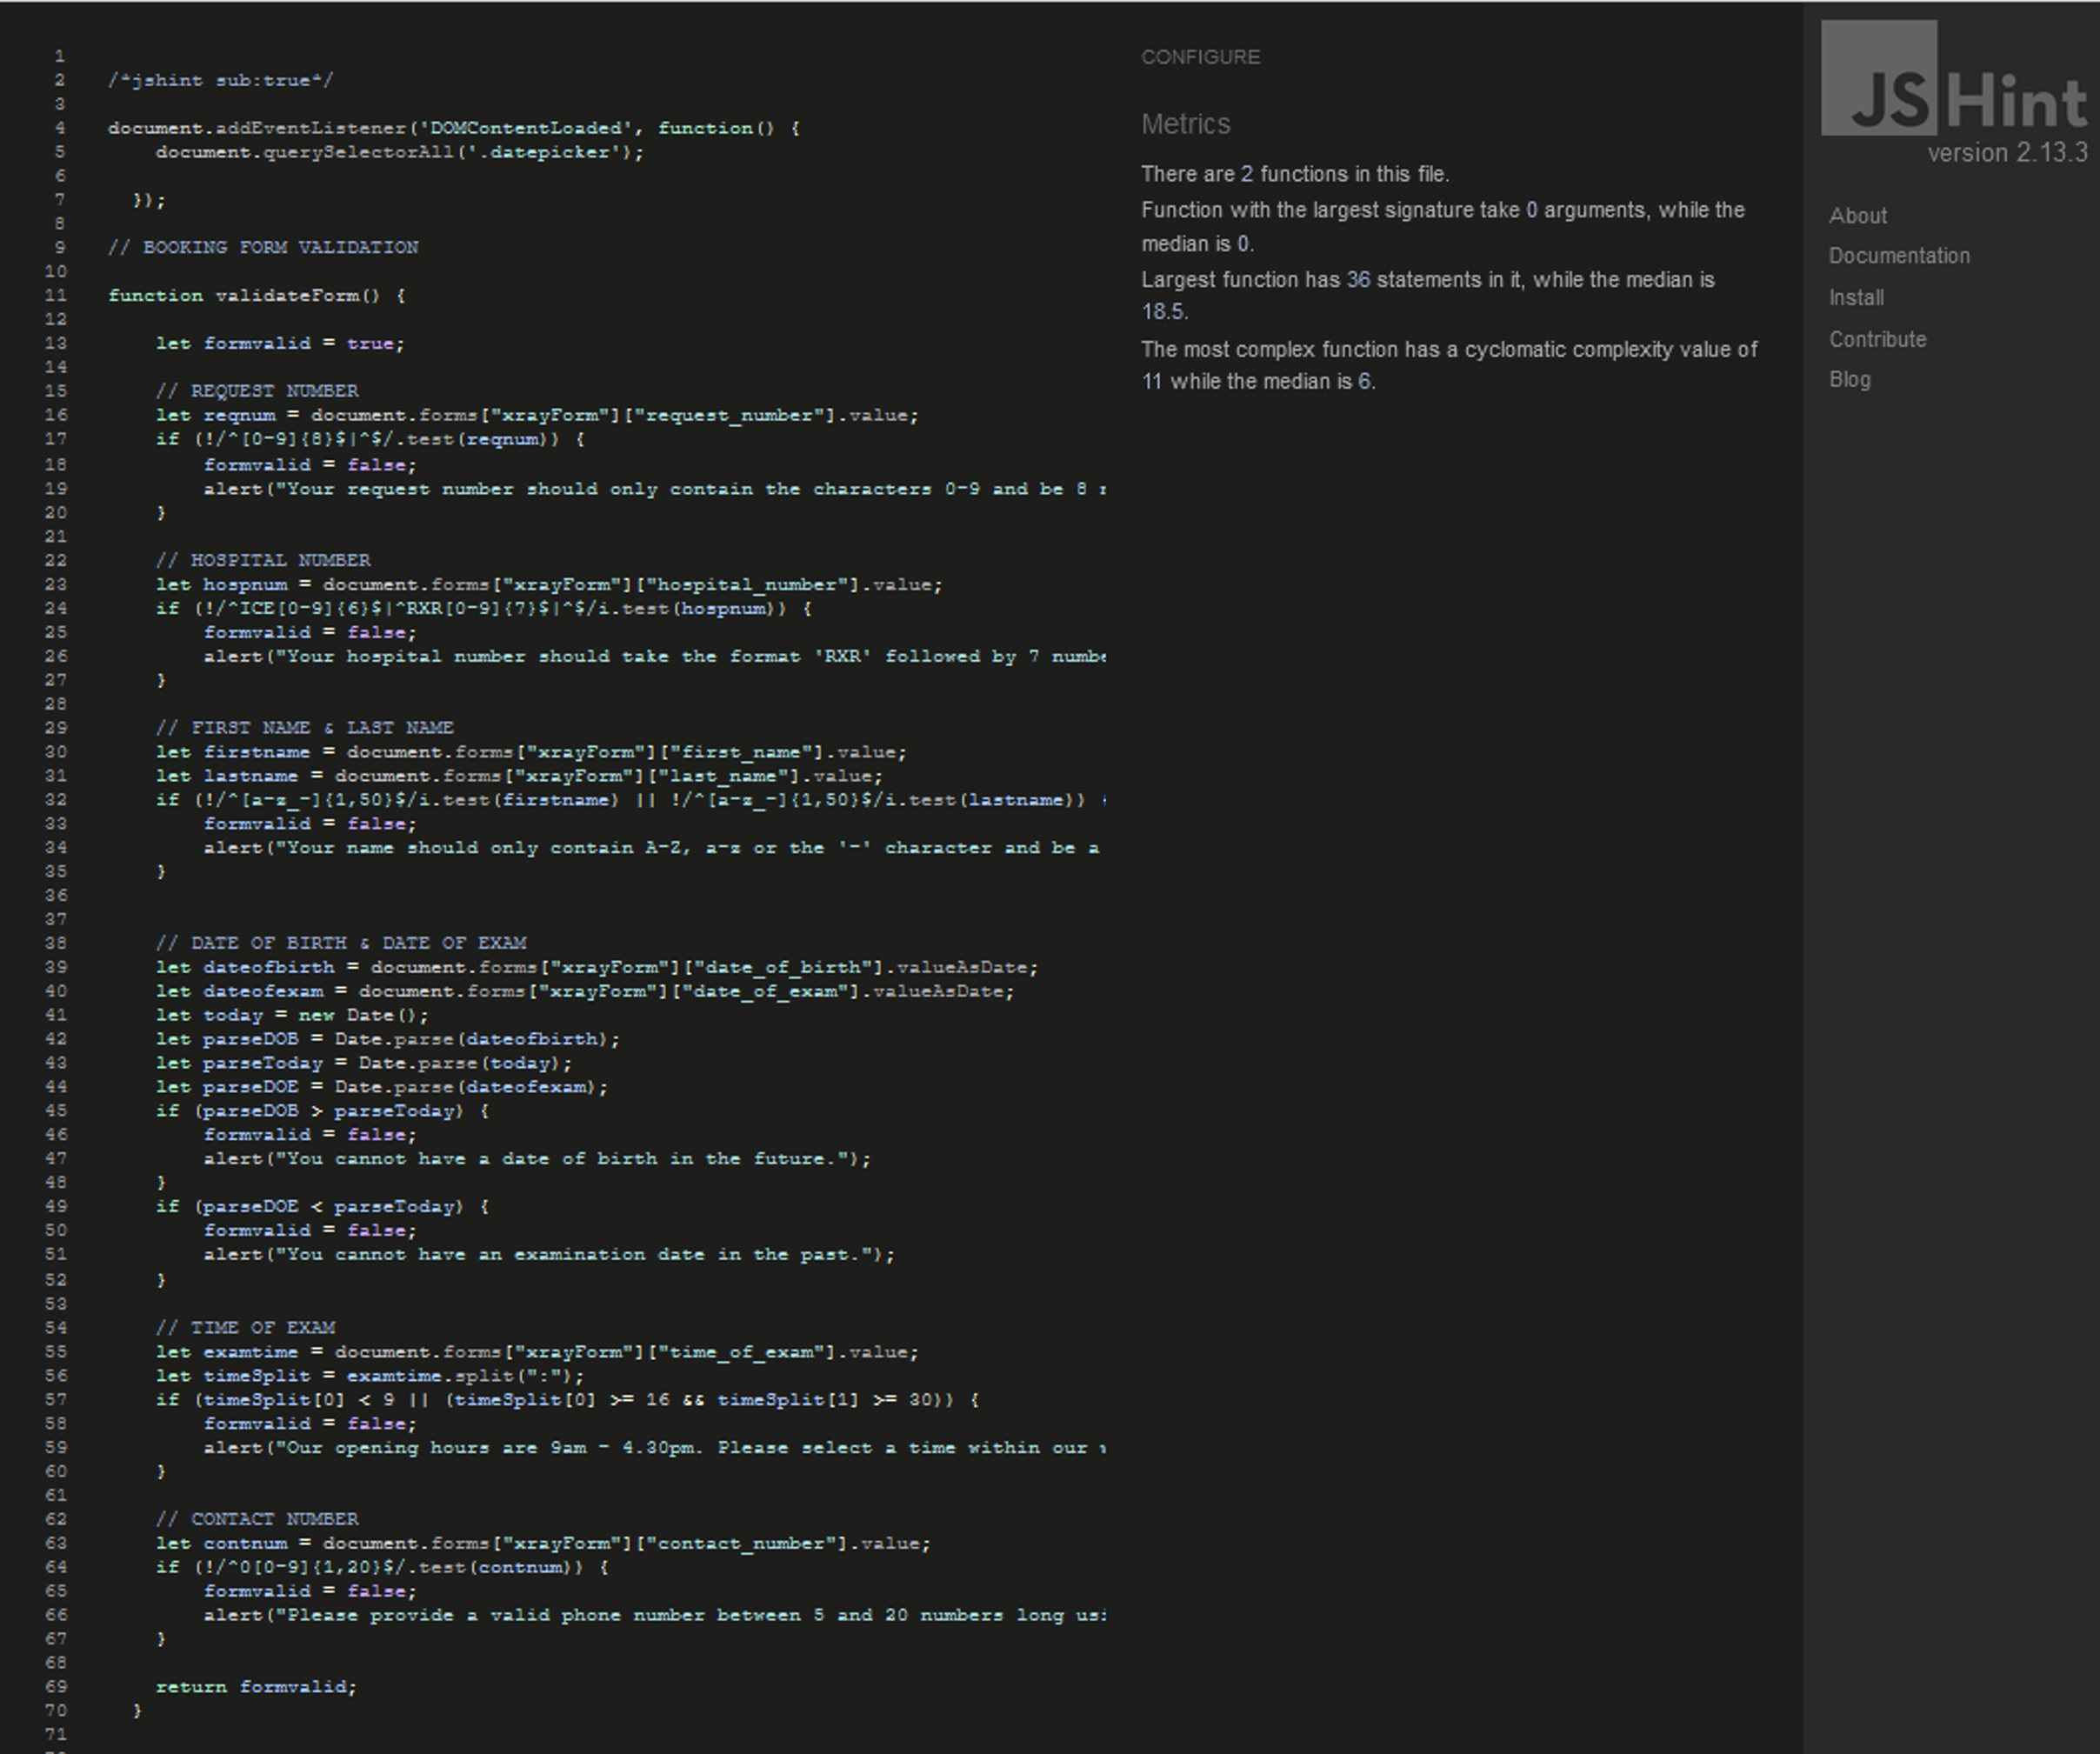 1
2 /*jshint sub:true*/
3
4 document.addEventListener('DOMContentLoaded', function() {
5 document.querySelectorAll('.datepicker');
6
7 });
8
9 // BOOKING FORM VALIDATION
10
11 function validateForm() {
12
13 let formvalid = true;
14
15 // REQUEST NUMBER
16 let reqnum = document.forms["xrayForm"]["request_number"].value;
17 if (!/^[0-9]{8}$|^$/.test(reqnum)) {
18 formvalid = false;
19 alert("Your request number should only contain the characters 0-9 and be 8
20 }
21
22 // HOSPITAL NUMBER
23 let hospnum = document.forms["xrayForm"]["hospital_number"].value;
24 if (!/^ICE[0-9]{6}$|^RXR[0-9]{7}$|^$/i.test(hospnum)) {
25 formvalid = false;
26 alert("Your hospital number should take the format 'RXR' followed by 7 numbe
27 }
28
29 // FIRST NAME & LAST NAME
30 let firstname = document.forms["xrayForm"]["first_name"].value;
31 let lastname = document.forms["xrayForm"]["last_name"].value;
32 if (!/^[a-z_-]{1,50}$/i.test(firstname) || !/^[a-z_-]{1,50}$/i.test(lastname))
33 formvalid = false;
34 alert("Your name should only contain A-Z, a-z or the '-' character and be a
35 }
36
37
38 // DATE OF BIRTH & DATE OF EXAM
39 let dateofbirth = document.forms["xrayForm"]["date_of_birth"].valueAsDate;
40 let dateofexam = document.forms["xrayForm"]["date_of_exam"].valueAsDate;
41 let today = new Date();
42 let parseDOB = Date.parse(dateofbirth);
43 let parseToday = Date.parse(today);
44 let parseDOE = Date.parse(dateofexam);
45 if (parseDOB > parseToday) {
46 formvalid = false;
47 alert("You cannot have a date of birth in the future.");
48 }
49 if (parseDOE < parseToday) {
50 formvalid = false;
51 alert("You cannot have an examination date in the past.");
52 }
53
54 // TIME OF EXAM
55 let examtime = document.forms["xrayForm"]["time_of_exam"].value;
56 let timeSplit = examtime.split(":");
57 if (timeSplit[0] < 9 || (timeSplit[0] >= 16 && timeSplit[1] >= 30)) {
58 formvalid = false;
59 alert("Our opening hours are 9am - 4.30pm. Please select a time within our
60 }
61
62 // CONTACT NUMBER
63 let contnum = document.forms["xrayForm"]["contact_number"].value;
64 if (!/^0[0-9]{1,20}$/.test(contnum)) {
65 formvalid = false;
66 alert("Please provide a valid phone number between 5 and 20 numbers long usi
67 }
68
69 return formvalid;
70 }
71
CONFIGURE
Metrics
There are 2 functions in this file.
Function with the largest signature take 0 arguments, while the
median is 0.
Largest function has 36 statements in it, while the median is
18.5.
The most complex function has a cyclomatic complexity value of
11 while the median is 6.
JSHint
version 2.13.3
About
Documentation
Install
Contribute
Blog